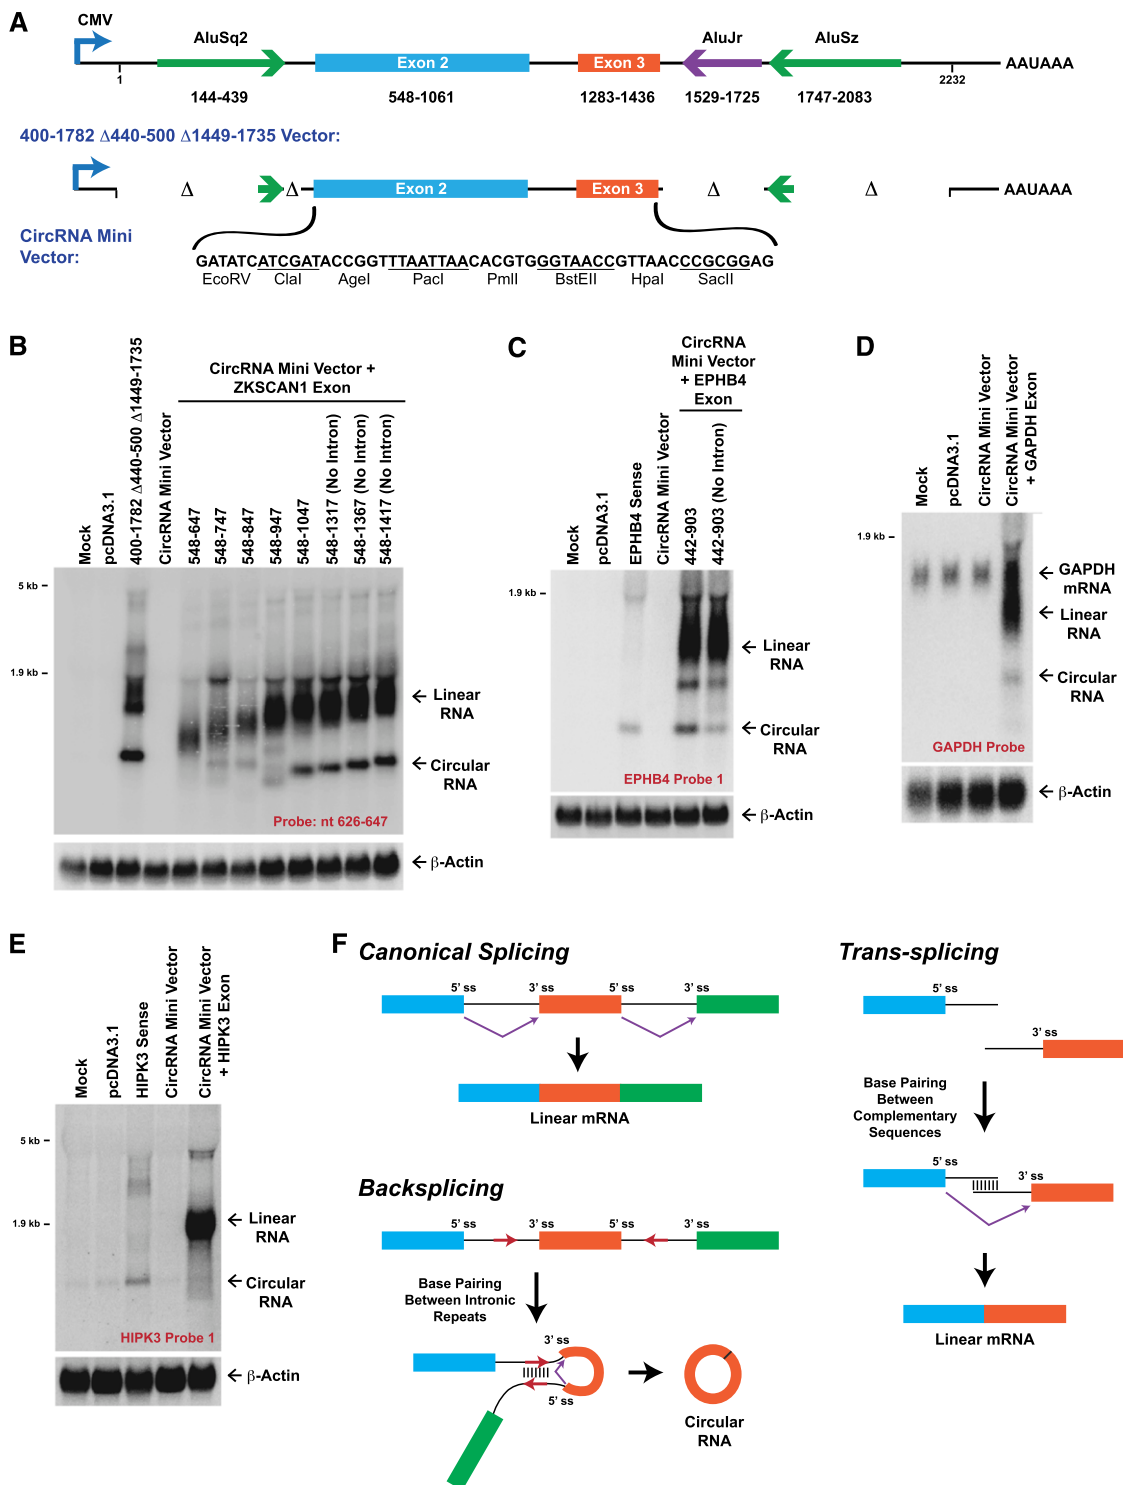 A
CMV
AluSq2
AluJr
AluSz
Exon 2
Exon 3
AAUAAA
1
2232
144-439
548-1061
1283-1436
1529-1725
1747-2083
400-1782 Δ440-500 Δ1449-1735 Vector:
Δ
Δ
Exon 2
Exon 3
Δ
Δ
AAUAAA
CircRNA Mini
Vector:
GATATCATCGATACCGGTTTAATTAACACGTGGGTAACCGTTAACCCGCGGAG
EcoRV
ClaI
AgeI
PacI
PmlI
BstEII
HpaI
SacII
B
CircRNA Mini Vector +
ZKSCAN1 Exon
Mock
pcDNA3.1
400-1782 Δ440-500 Δ1449-1735
CircRNA Mini Vector
548-647
548-747
548-847
548-947
548-1047
548-1317 (No Intron)
548-1367 (No Intron)
548-1417 (No Intron)
5 kb
1.9 kb
Linear
RNA
Circular
RNA
Probe: nt 626-647
β-Actin
C
CircRNA
Mini Vector
+ EPHB4
Exon
Mock
pcDNA3.1
EPHB4 Sense
CircRNA Mini Vector
442-903
442-903 (No Intron)
1.9 kb
Linear
RNA
Circular
RNA
EPHB4 Probe 1
β-Actin
D
Mock
pcDNA3.1
CircRNA Mini Vector
CircRNA Mini Vector
+ GAPDH Exon
1.9 kb
GAPDH
mRNA
Linear
RNA
Circular
RNA
GAPDH Probe
β-Actin
E
Mock
pcDNA3.1
HIPK3 Sense
CircRNA Mini Vector
CircRNA Mini Vector
+ HIPK3 Exon
5 kb
1.9 kb
Linear
RNA
Circular
RNA
HIPK3 Probe 1
β-Actin
F
Canonical Splicing
5' ss
3' ss
5' ss
3' ss
Linear mRNA
Backsplicing
5' ss
3' ss
5' ss
3' ss
Base Pairing
Between Intronic
Repeats
3' ss
5' ss
Circular
RNA
Trans-splicing
5' ss
3' ss
Base Pairing
Between
Complementary
Sequences
5' ss
3' ss
Linear mRNA